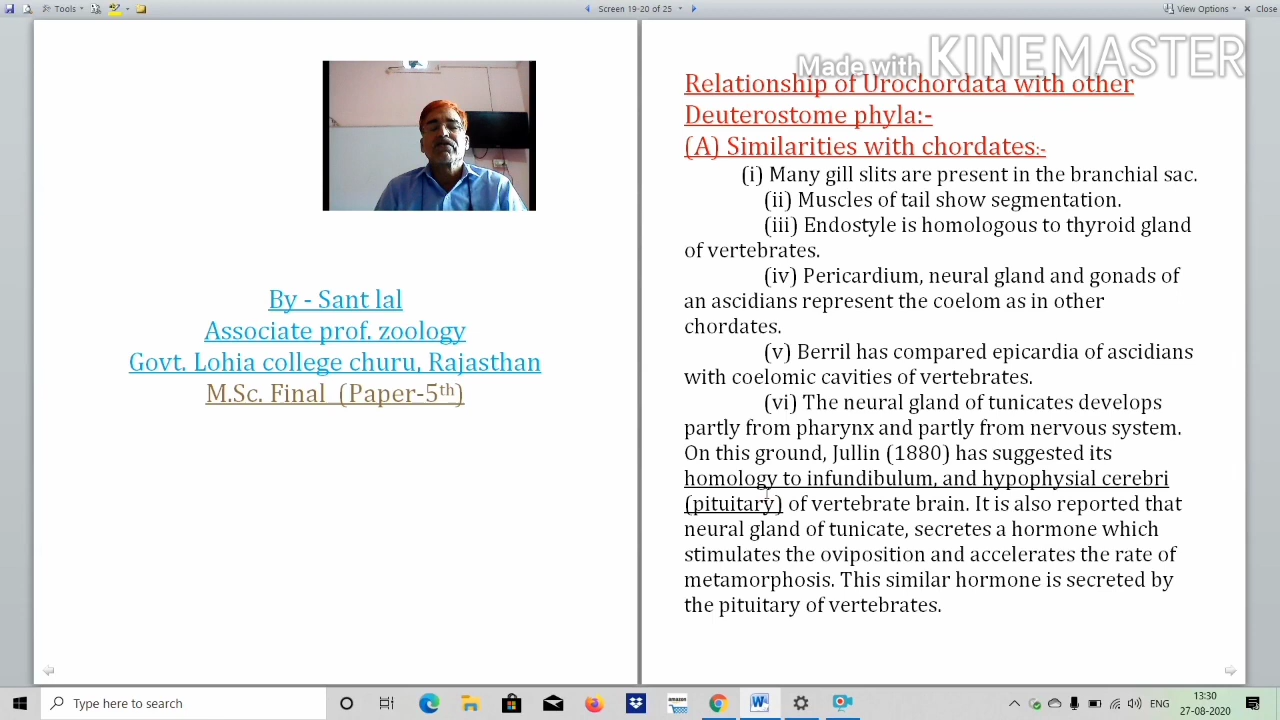 Tools
Screen 19-20 of 25
View Options
Close
Made with KINEMASTER
By - Sant lal
Associate prof. zoology
Govt. Lohia college churu, Rajasthan
M.Sc. Final (Paper-5th)
Relationship of Urochordata with other
Deuterostome phyla:-
(A) Similarities with chordates:-
(i) Many gill slits are present in the branchial sac.
(ii) Muscles of tail show segmentation.
(iii) Endostyle is homologous to thyroid gland
of vertebrates.
(iv) Pericardium, neural gland and gonads of
an ascidians represent the coelom as in other
chordates.
(v) Berril has compared epicardia of ascidians
with coelomic cavities of vertebrates.
(vi) The neural gland of tunicates develops
partly from pharynx and partly from nervous system.
On this ground, Jullin (1880) has suggested its
homology to infundibulum, and hypophysial cerebri
(pituitary) of vertebrate brain. It is also reported that
neural gland of tunicate, secretes a hormone which
stimulates the oviposition and accelerates the rate of
metamorphosis. This similar hormone is secreted by
the pituitary of vertebrates.
Type here to search
amazon
ENG
13:30
27-08-2020